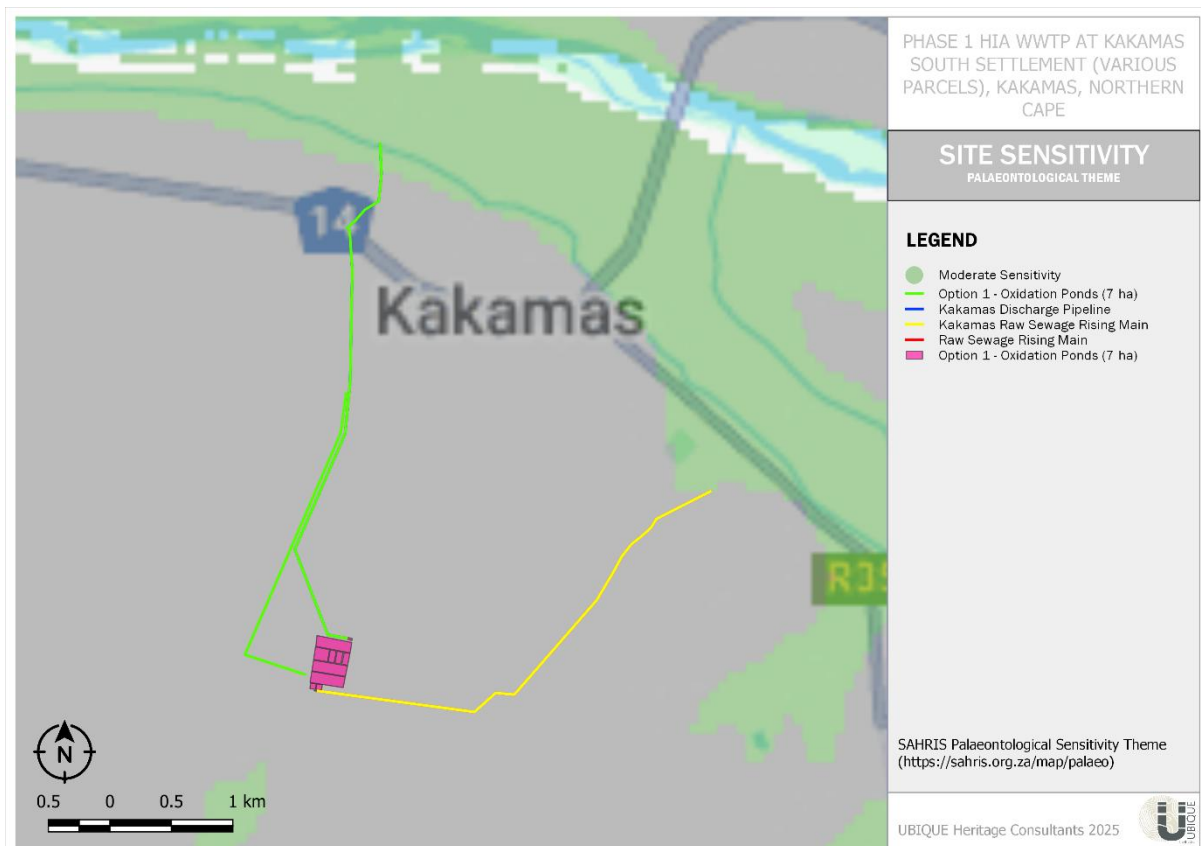 PHASE 1 HIA WWTP AT KAKAMAS
SOUTH SETTLEMENT (VARIOUS
PARCELS), KAKAMAS, NORTHERN
CAPE
SITE SENSITIVITY
PALAEONTOLOGICAL THEME
LEGEND
Moderate Sensitivity
Option 1 - Oxidation Ponds (7 ha)
Kakamas Discharge Pipeline
Kakamas Raw Sewage Rising Main
Raw Sewage Rising Main
Option 1 - Oxidation Ponds (7 ha)
14
Kakamas
N
0.5 0 0.5 1 km
SAHRIS Palaeontological Sensitivity Theme
(https://sahris.org.za/map/palaeo)
UBIQUE Heritage Consultants 2025
UBIQUE